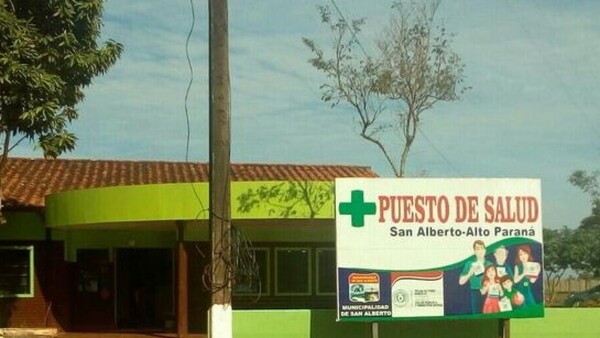 PUESTO DE SALUD
San Alberto-Alto Paraná
MUNICIPALIDAD
DE SAN ALBERTO